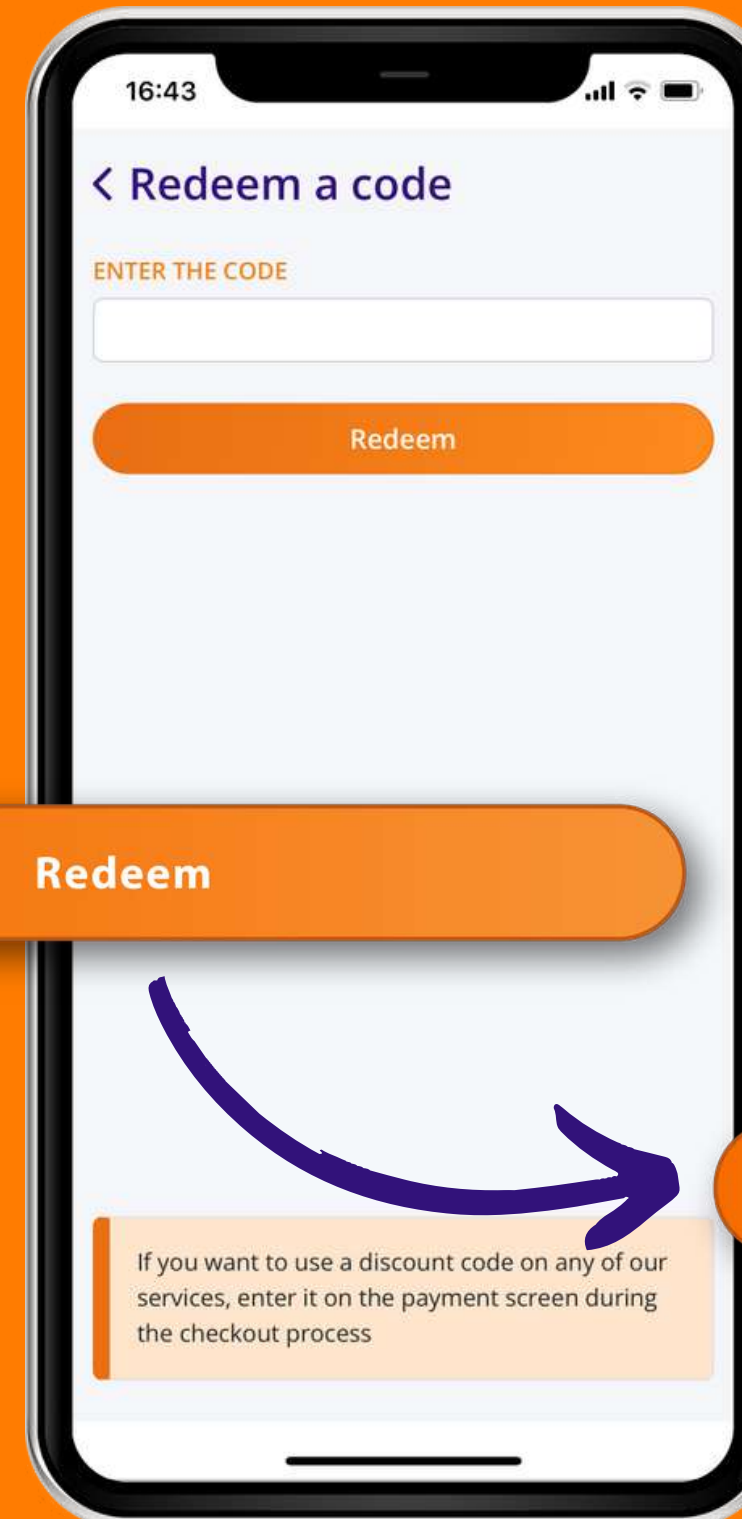 16:43
Redeem a code
ENTER THE CODE
Redeem
Redeem
If you want to use a discount code on any of our
services, enter it on the payment screen during
the checkout process